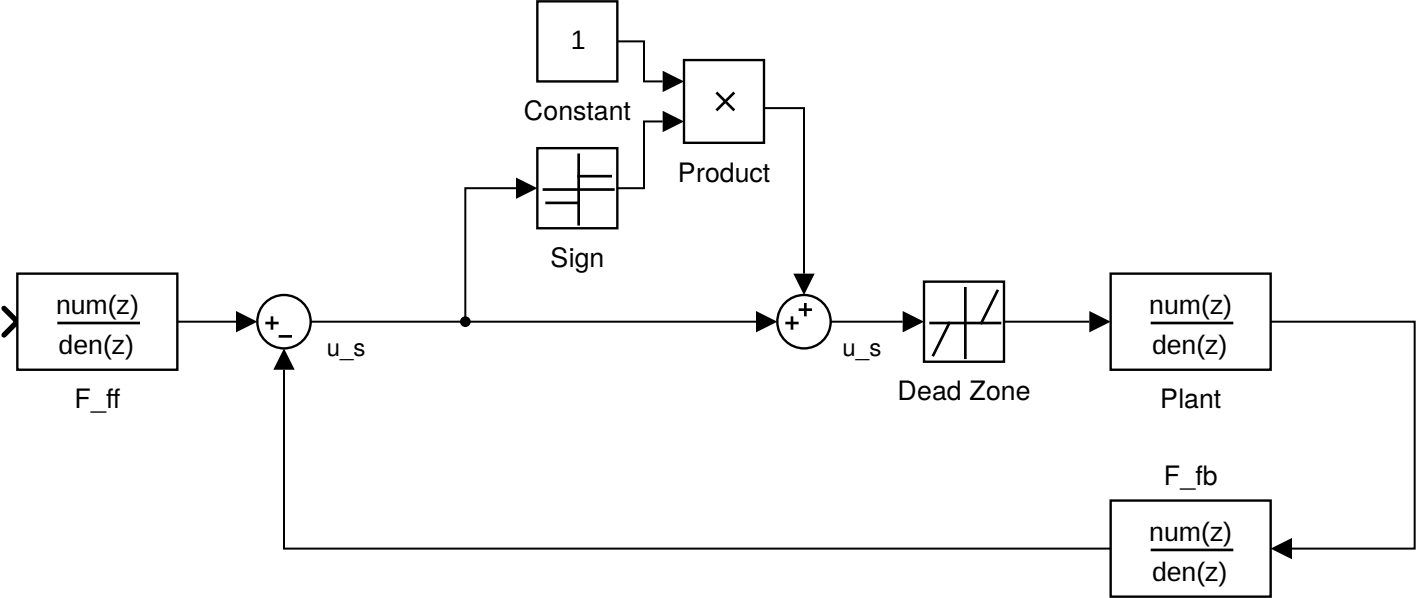 1
Constant
×
Product
Sign
num(z)
den(z)
F_ff
+
−
u_s
+
+
u_s
Dead Zone
num(z)
den(z)
Plant
F_fb
num(z)
den(z)